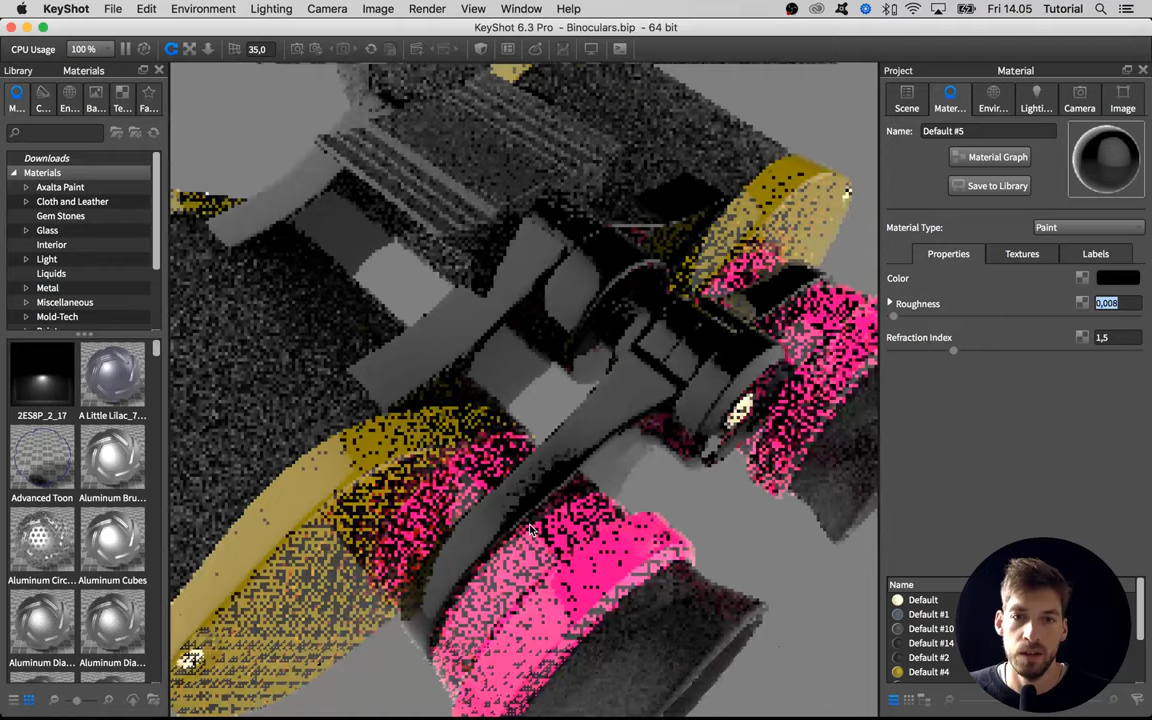 KeyShot File Edit Environment Lighting Camera Image Render View Window Help Fri 14.05 Tutorial
KeyShot 6.3 Pro - Binoculars.bip - 64 bit
CPU Usage 100 % 35,0
Library Materials
Project Material
M... C... En... Ba... Te... Fa...
Scene Mater... Envir... Lighti... Camera Image
Name: Default #5
Material Graph
Save to Library
Material Type: Paint
Properties Textures Labels
Color
Roughness 0,008
Refraction Index 1,5
Downloads
Materials
Axalta Paint
Cloth and Leather
Gem Stones
Glass
Interior
Light
Liquids
Metal
Miscellaneous
Mold-Tech
2ES8P_2_17 A Little Lilac_7...
Advanced Toon Aluminum Bru...
Aluminum Circ... Aluminum Cubes
Aluminum Dia... Aluminum Dia...
Name
Default
Default #1
Default #10
Default #14
Default #2
Default #4